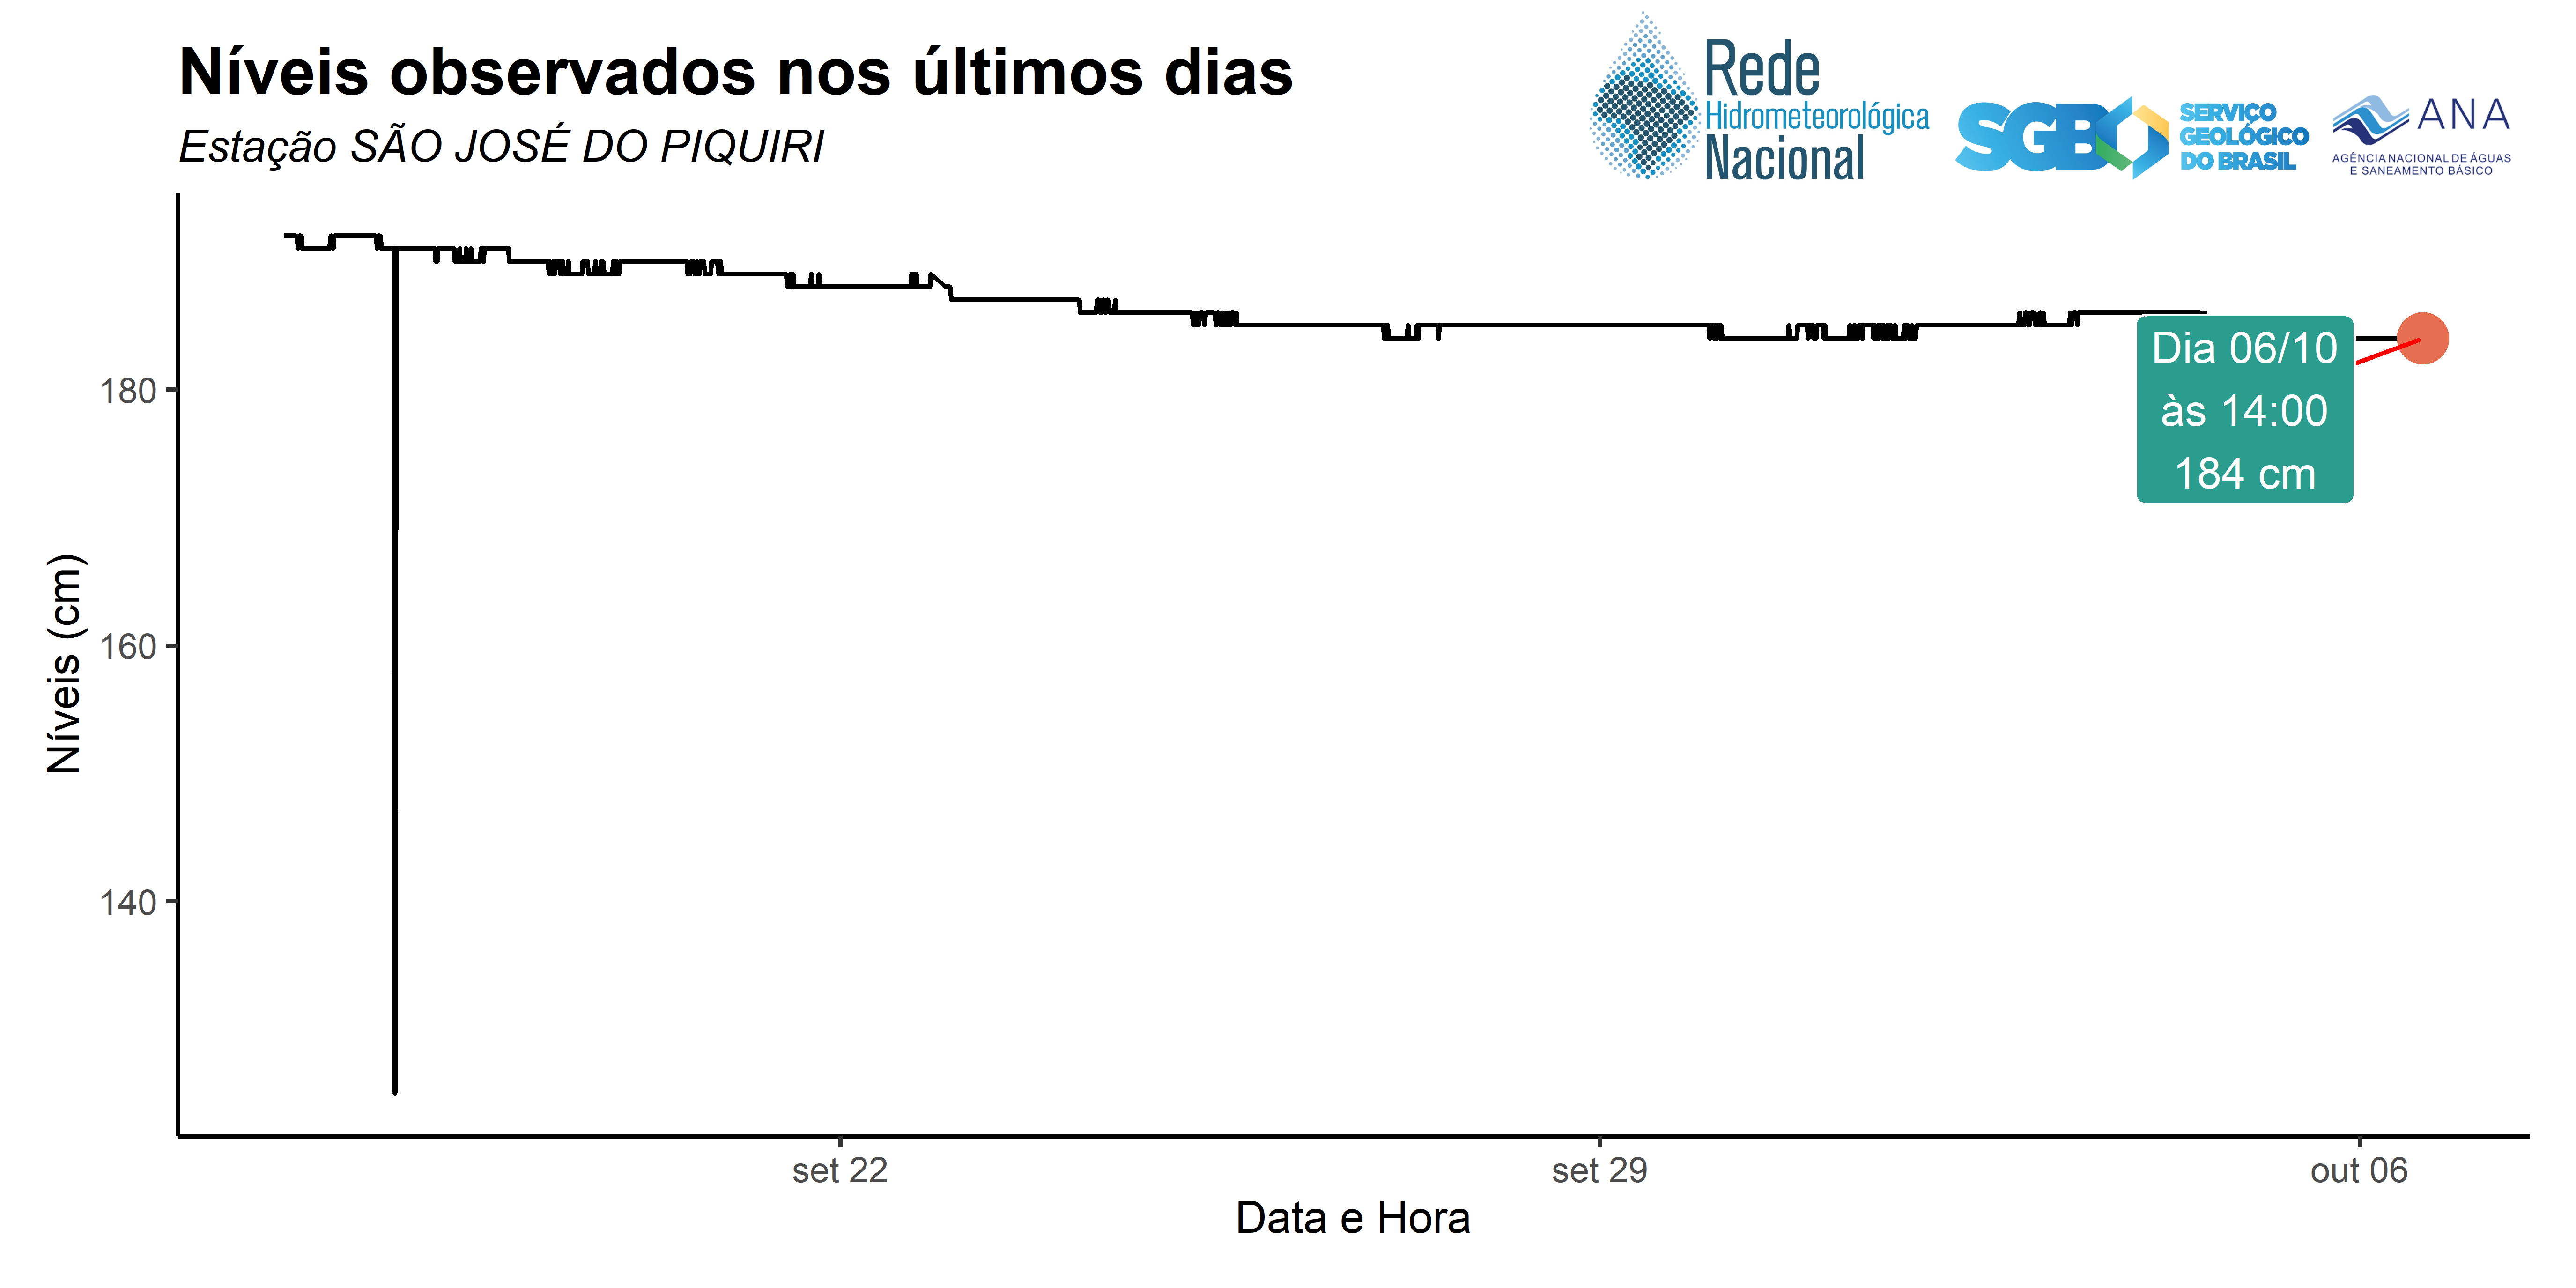 Níveis observados nos últimos dias
Estação SÃO JOSÉ DO PIQUIRI
Rede
Hidrometeorológica
Nacional
SGB
SERVIÇO
GEOLÓGICO
DO BRASIL
ANA
AGÊNCIA NACIONAL DE ÁGUAS
E SANEAMENTO BÁSICO
Níveis (cm)
180
160
140
Dia 06/10
às 14:00
184 cm
set 22
set 29
out 06
Data e Hora